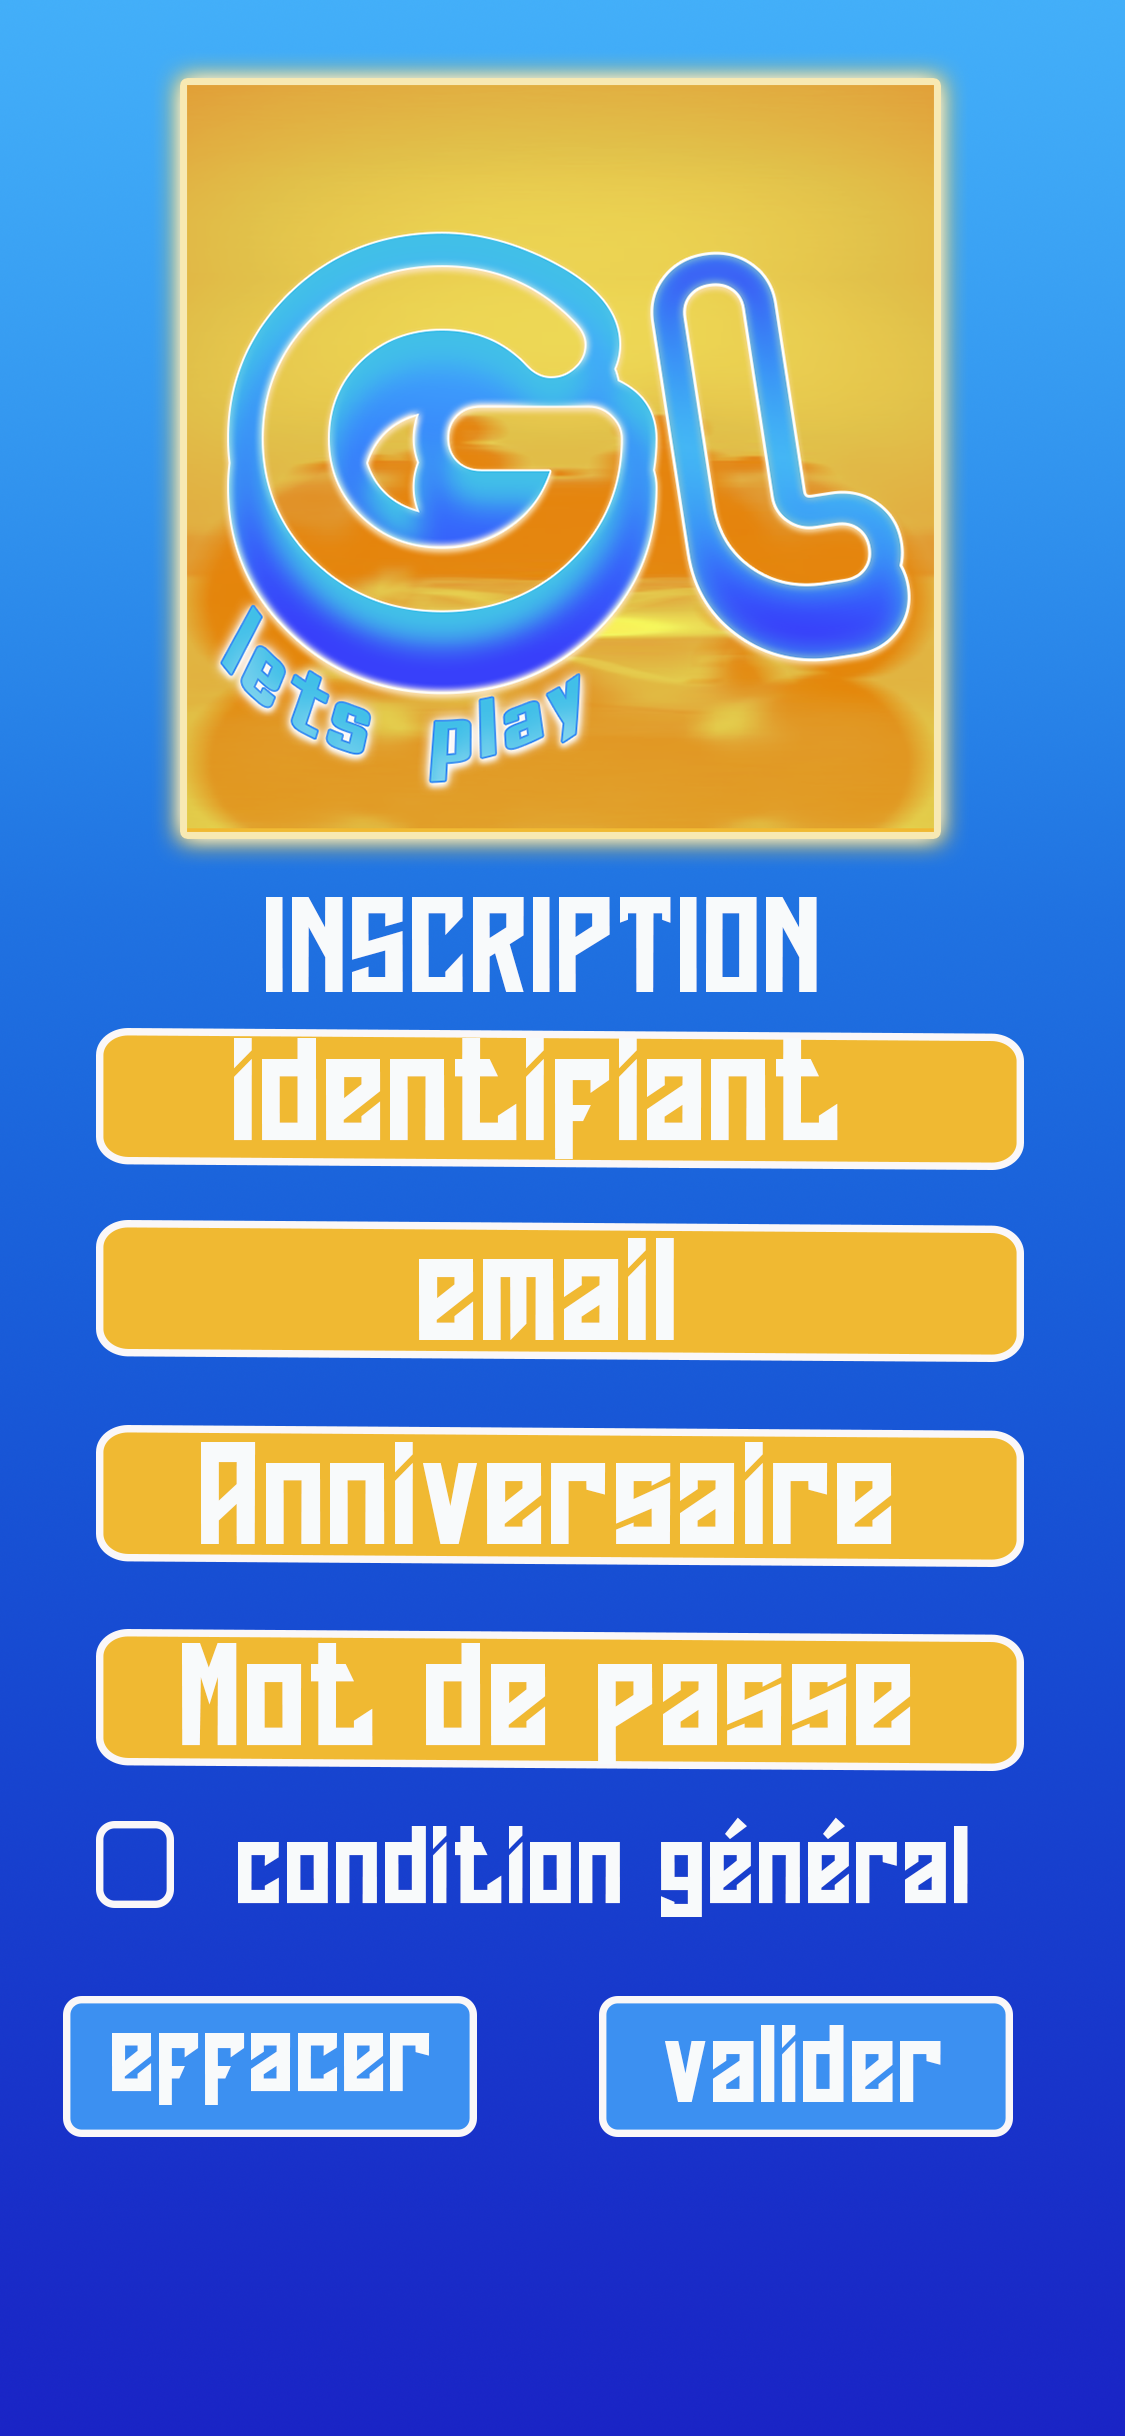 GL
lets play
INSCRIPTION
identifiant
email
Anniversaire
Mot de passe
condition général
effacer
valider